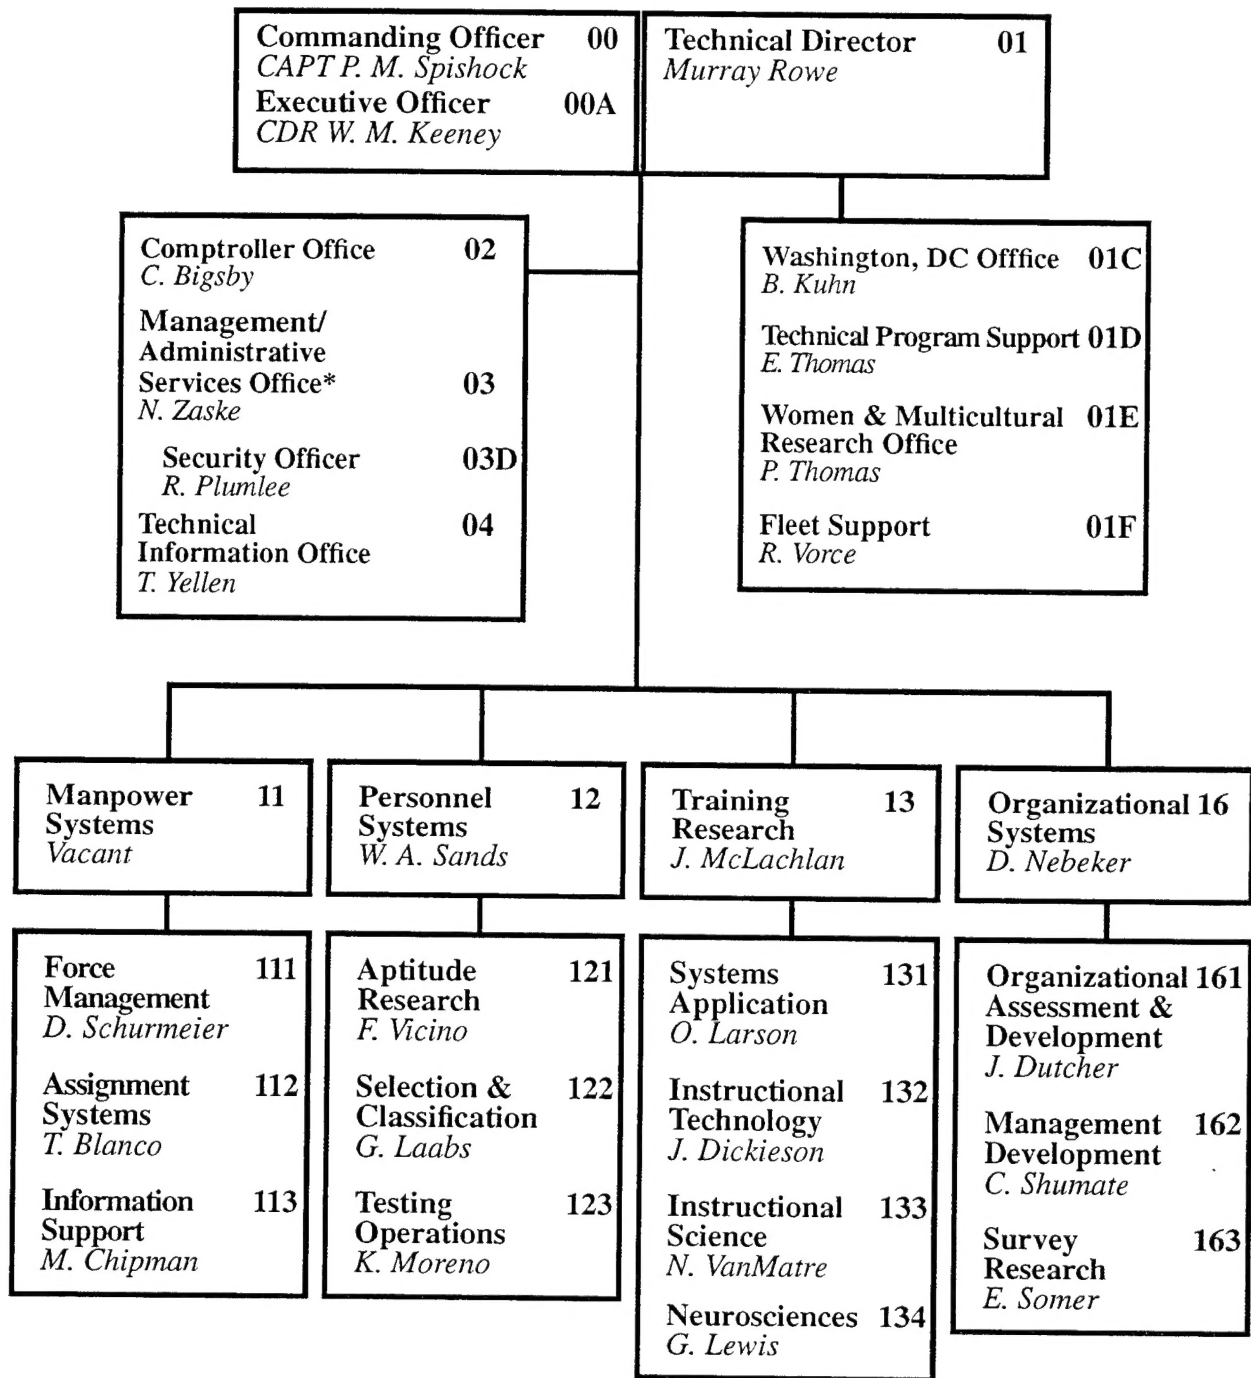 Commanding Officer 00
CAPT P. M. Spishock
Executive Officer 00A
CDR W. M. Keeney
Technical Director 01
Murray Rowe
Comptroller Office 02
C. Bigsby
Management/
Administrative
Services Office* 03
N. Zaske
Security Officer 03D
R. Plumlee
Technical 04
Information Office
T. Yellen
Washington, DC Offfice 01C
B. Kuhn
Technical Program Support 01D
E. Thomas
Women & Multicultural 01E
Research Office
P. Thomas
Fleet Support 01F
R. Vorce
Manpower 11
Systems
Vacant
Personnel 12
Systems
W. A. Sands
Training 13
Research
J. McLachlan
Organizational 16
Systems
D. Nebeker
Force 111
Management
D. Schurmeier
Assignment 112
Systems
T. Blanco
Information 113
Support
M. Chipman
Aptitude 121
Research
F. Vicino
Selection & 122
Classification
G. Laabs
Testing 123
Operations
K. Moreno
Systems 131
Application
O. Larson
Instructional 132
Technology
J. Dickieson
Instructional 133
Science
N. VanMatre
Neurosciences 134
G. Lewis
Organizational 161
Assessment &
Development
J. Dutcher
Management 162
Development
C. Shumate
Survey 163
Research
E. Somer